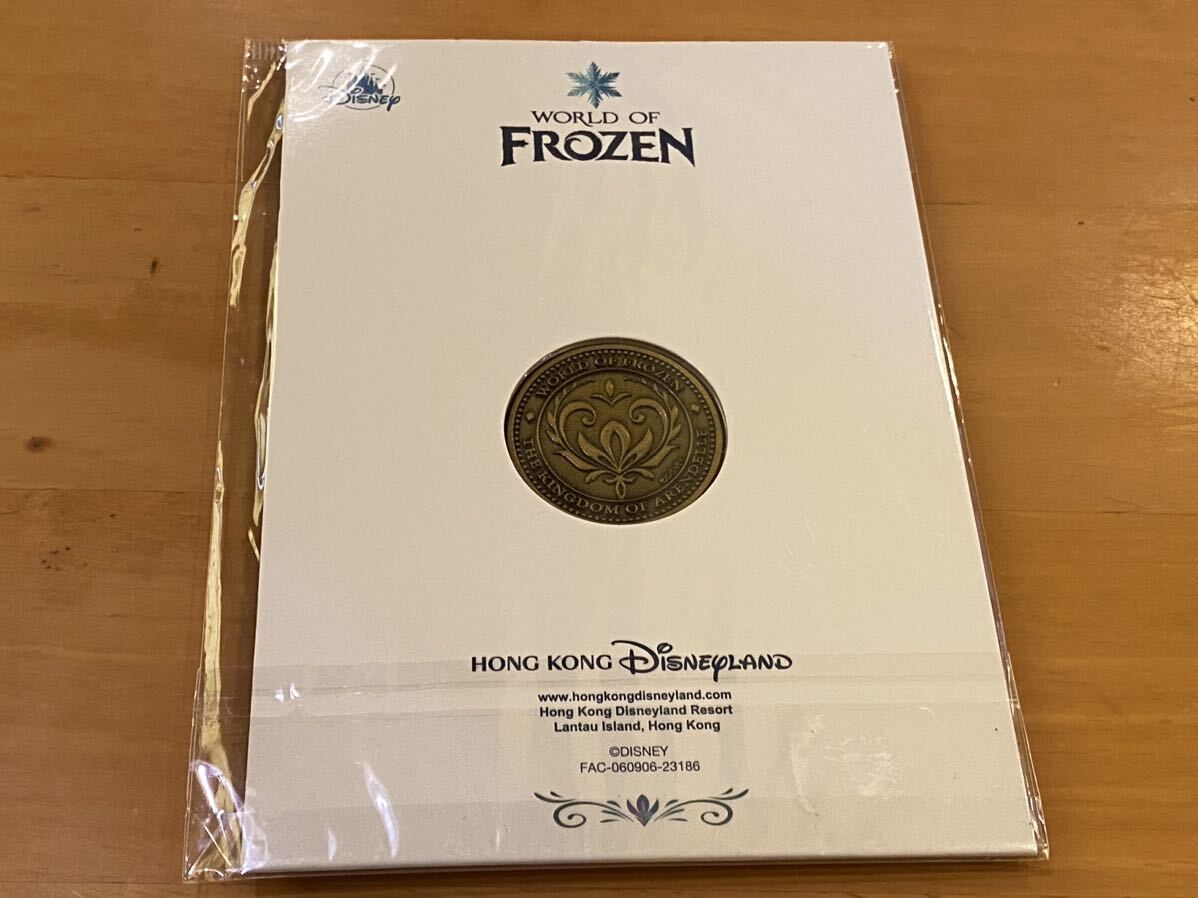 Disney
WORLD OF
FROZEN
WORLD OF FROZEN
THE KINGDOM OF ARENDELLE
HONG KONG Disneyland
www.hongkongdisneyland.com
Hong Kong Disneyland Resort
Lantau Island, Hong Kong
©DISNEY
FAC-060906-23186